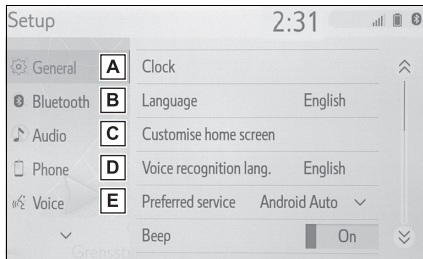 Setup 2:31
General A Clock
Bluetooth B Language English
Audio C Customise home screen
Phone D Voice recognition lang. English
Voice E Preferred service Android Auto
Beep On